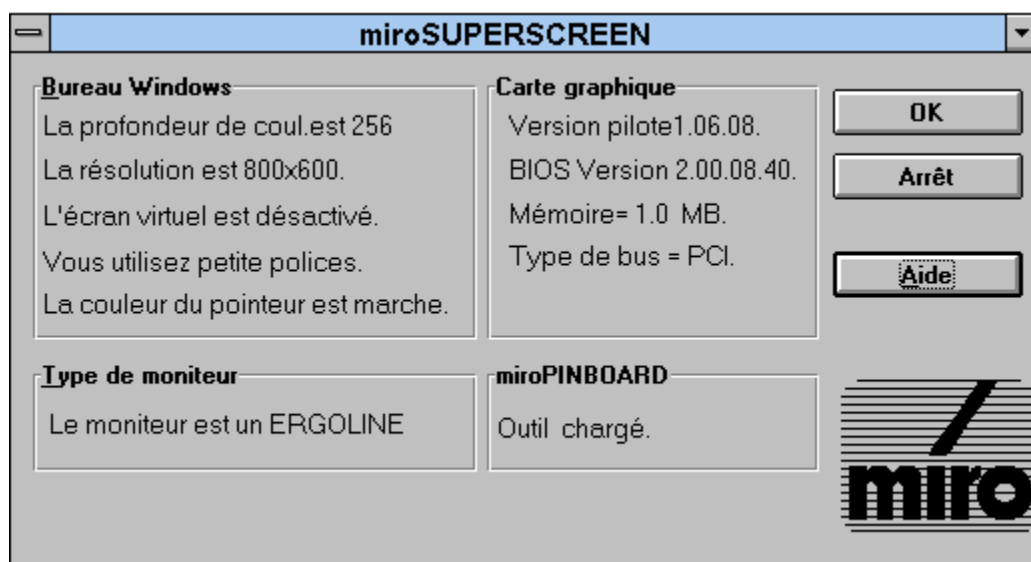 miroSUPERSCREEN
Bureau Windows
La profondeur de coul.est 256
La résolution est 800x600.
L'écran virtuel est désactivé.
Vous utilisez petite polices.
La couleur du pointeur est marche.
Carte graphique
Version pilote1.06.08.
BIOS Version 2.00.08.40.
Mémoire= 1.0 MB.
Type de bus = PCI.
OK
Arrêt
Aide
Type de moniteur
Le moniteur est un ERGOLINE
miroPINBOARD
Outil chargé.
miro